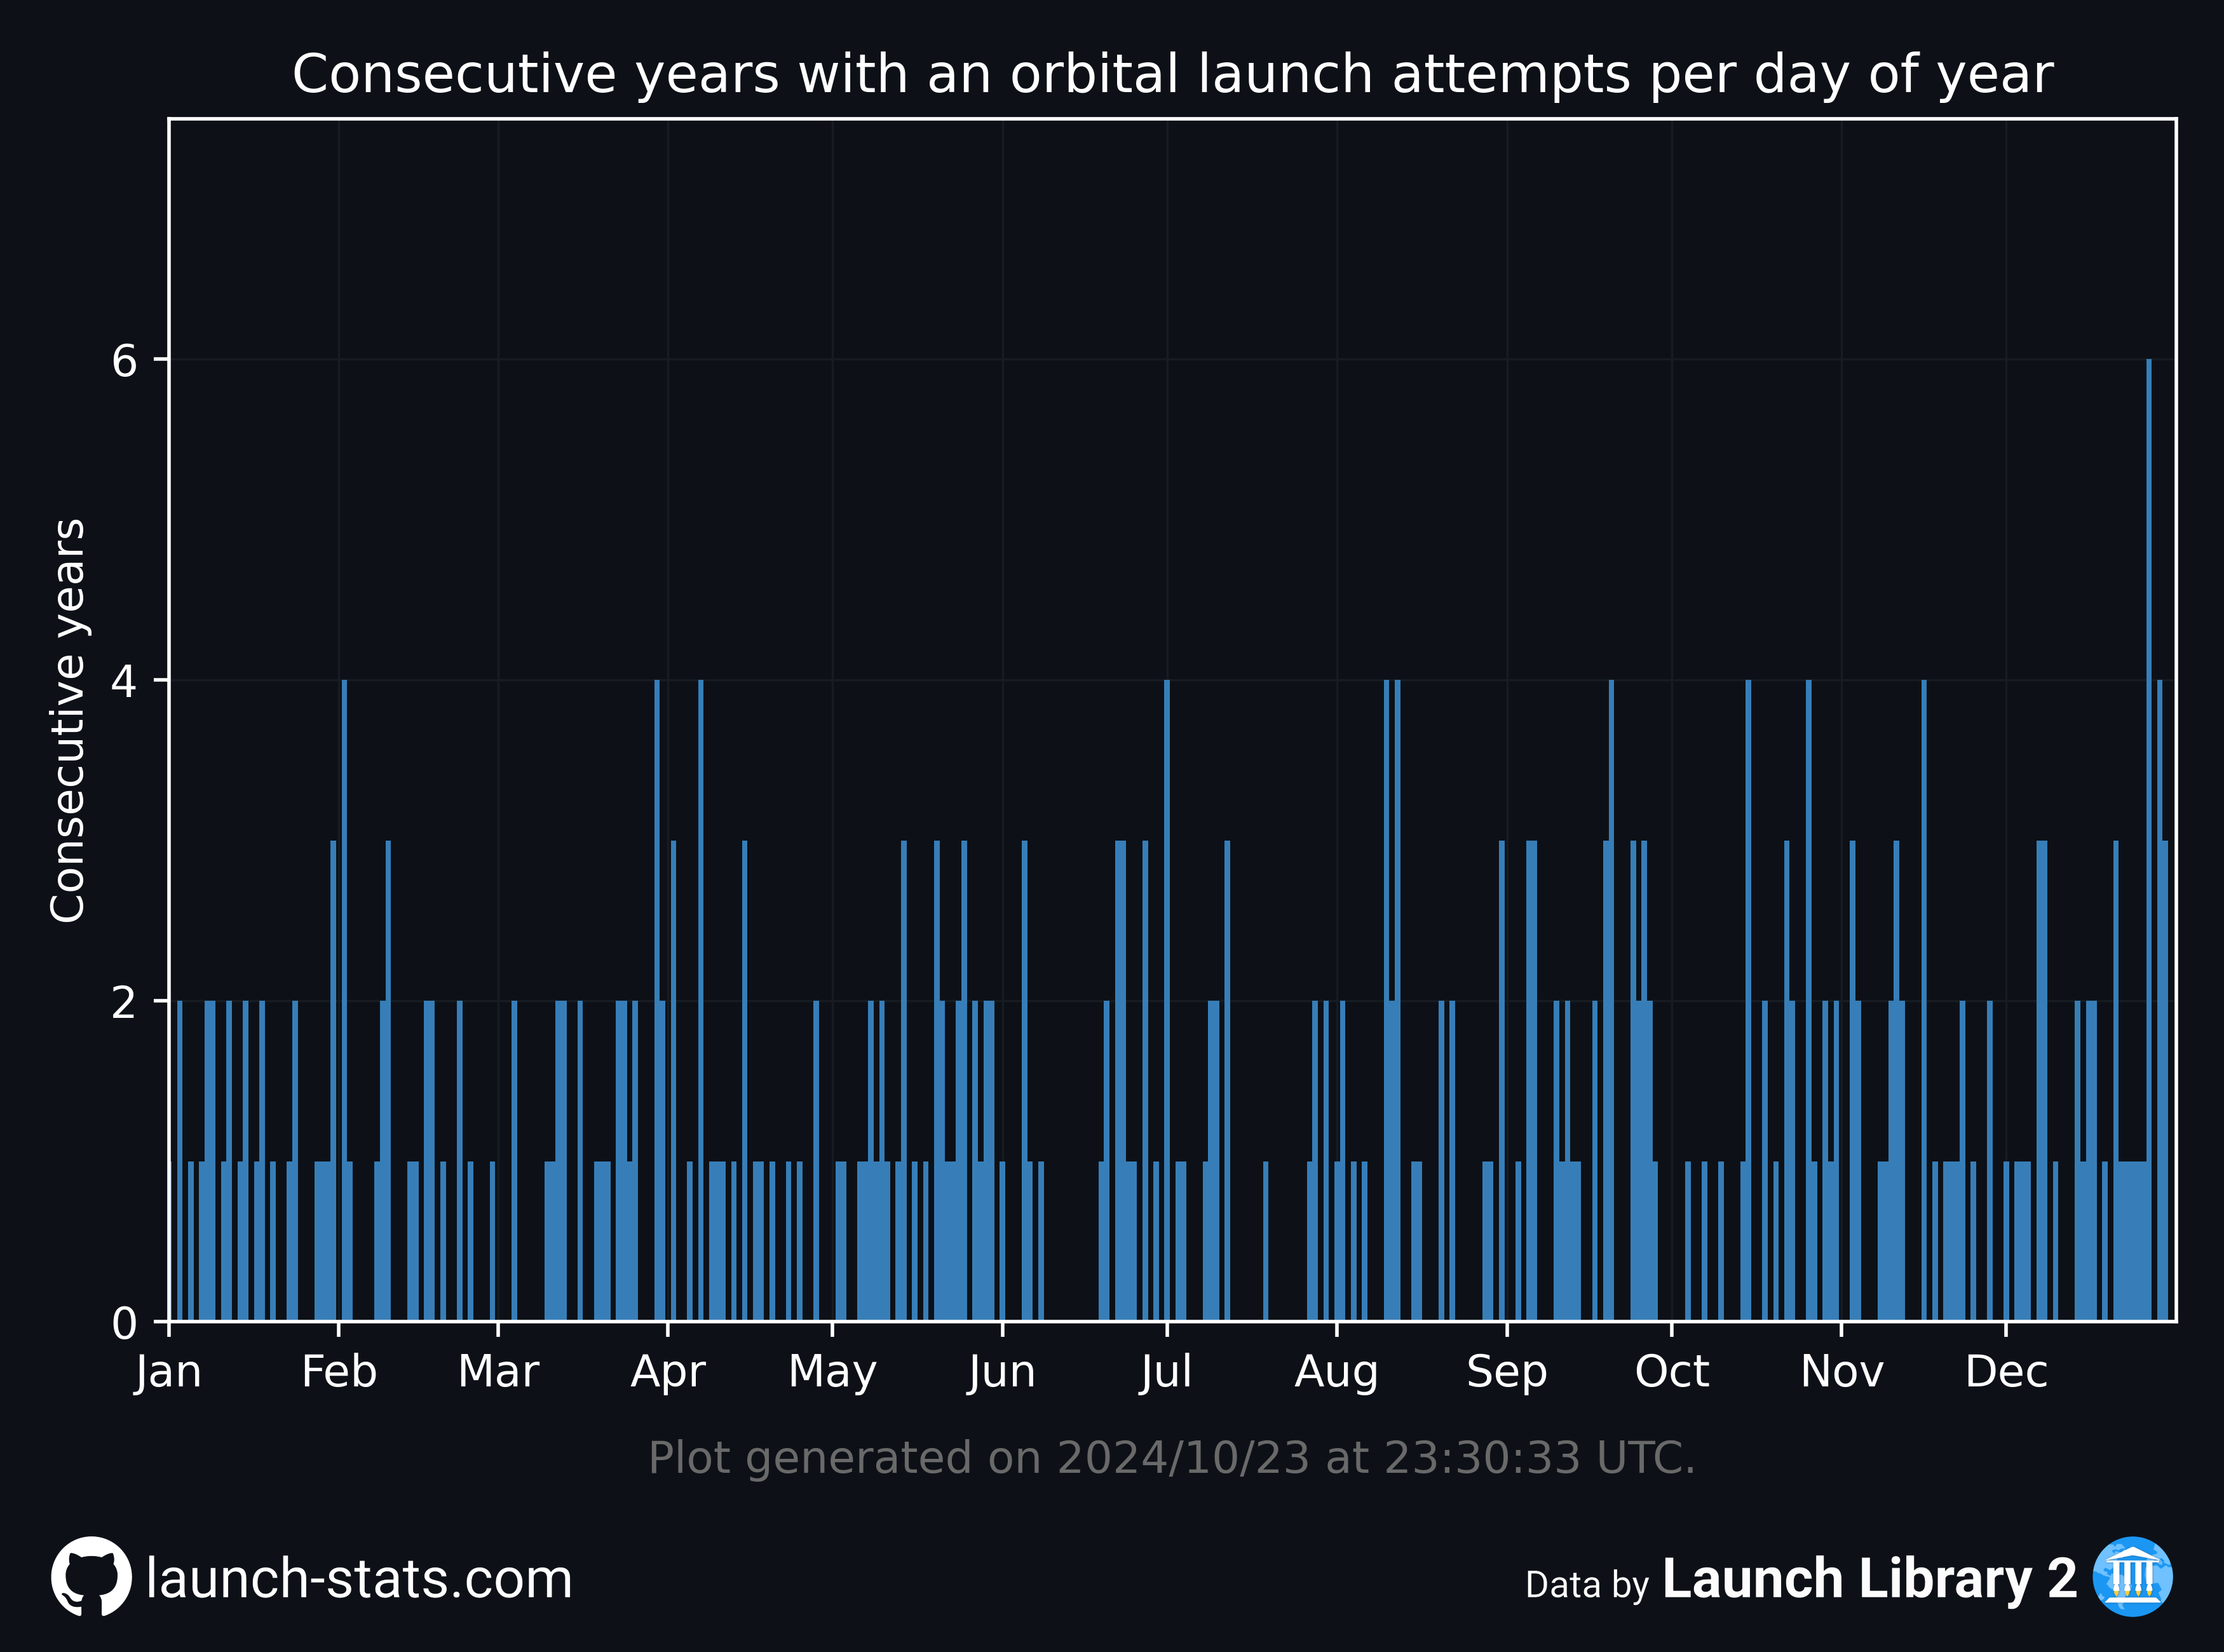 Consecutive years with an orbital launch attempts per day of year
Consecutive years
6
4
2
0
Jan Feb Mar Apr May Jun Jul Aug Sep Oct Nov Dec
Plot generated on 2024/10/23 at 23:30:33 UTC.
launch-stats.com
Data by Launch Library 2